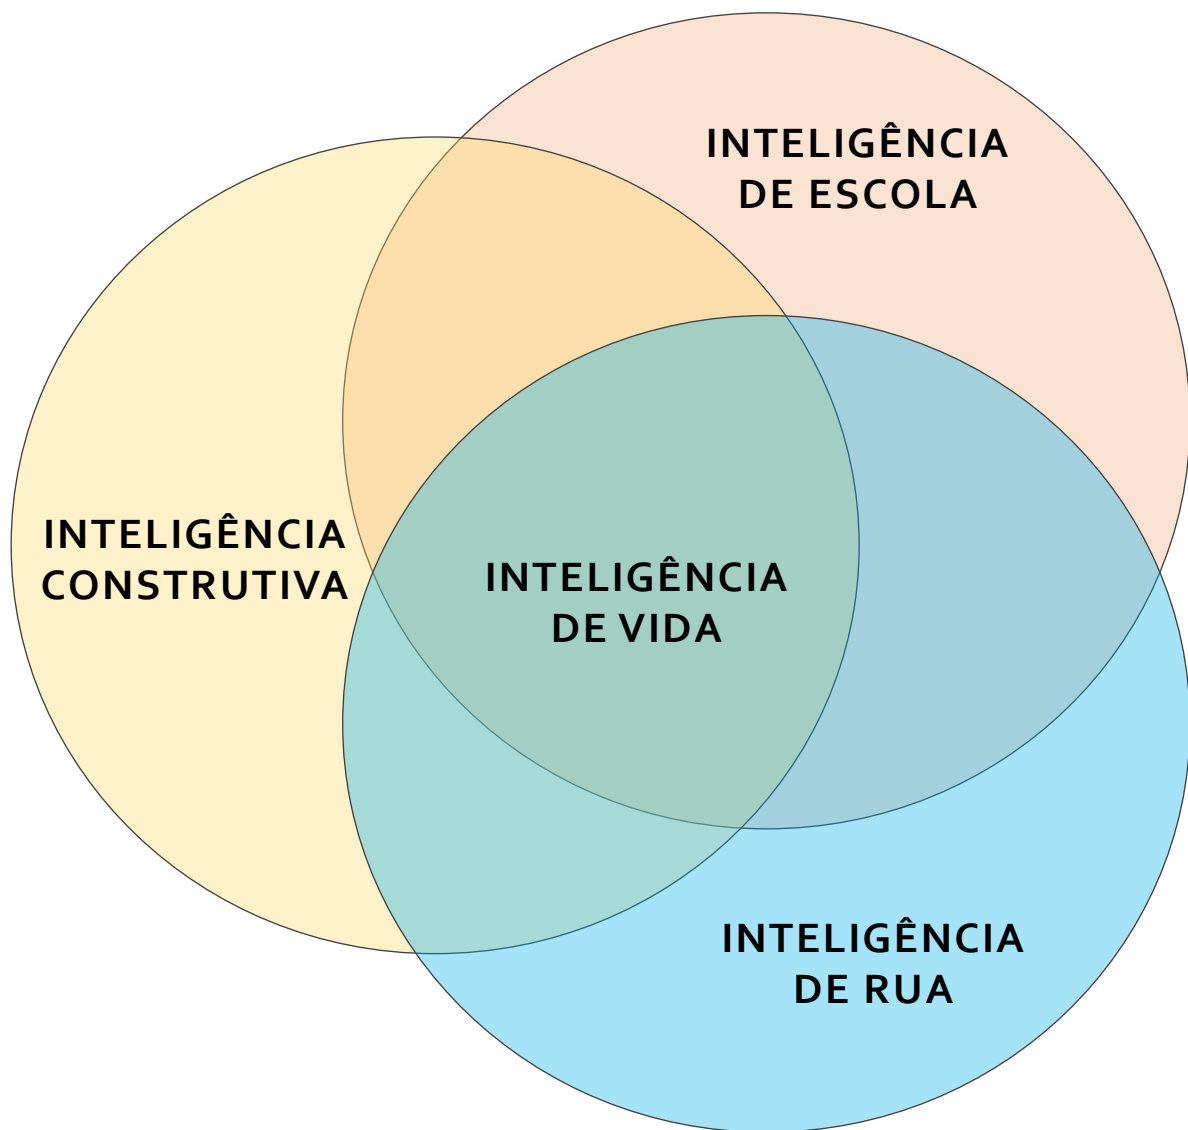 INTELIGÊNCIA
DE ESCOLA
INTELIGÊNCIA
CONSTRUTIVA
INTELIGÊNCIA
DE VIDA
INTELIGÊNCIA
DE RUA